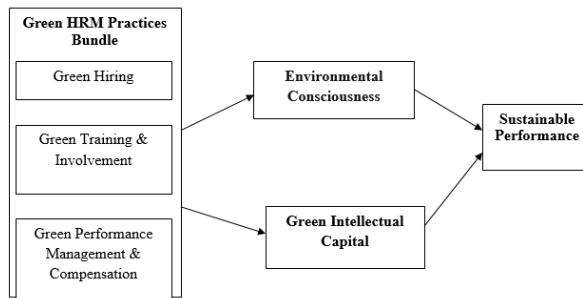 Green HRM Practices
Bundle
Green Hiring
Green Training &
Involvement
Green Performance
Management &
Compensation
Environmental
Consciousness
Green Intellectual
Capital
Sustainable
Performance